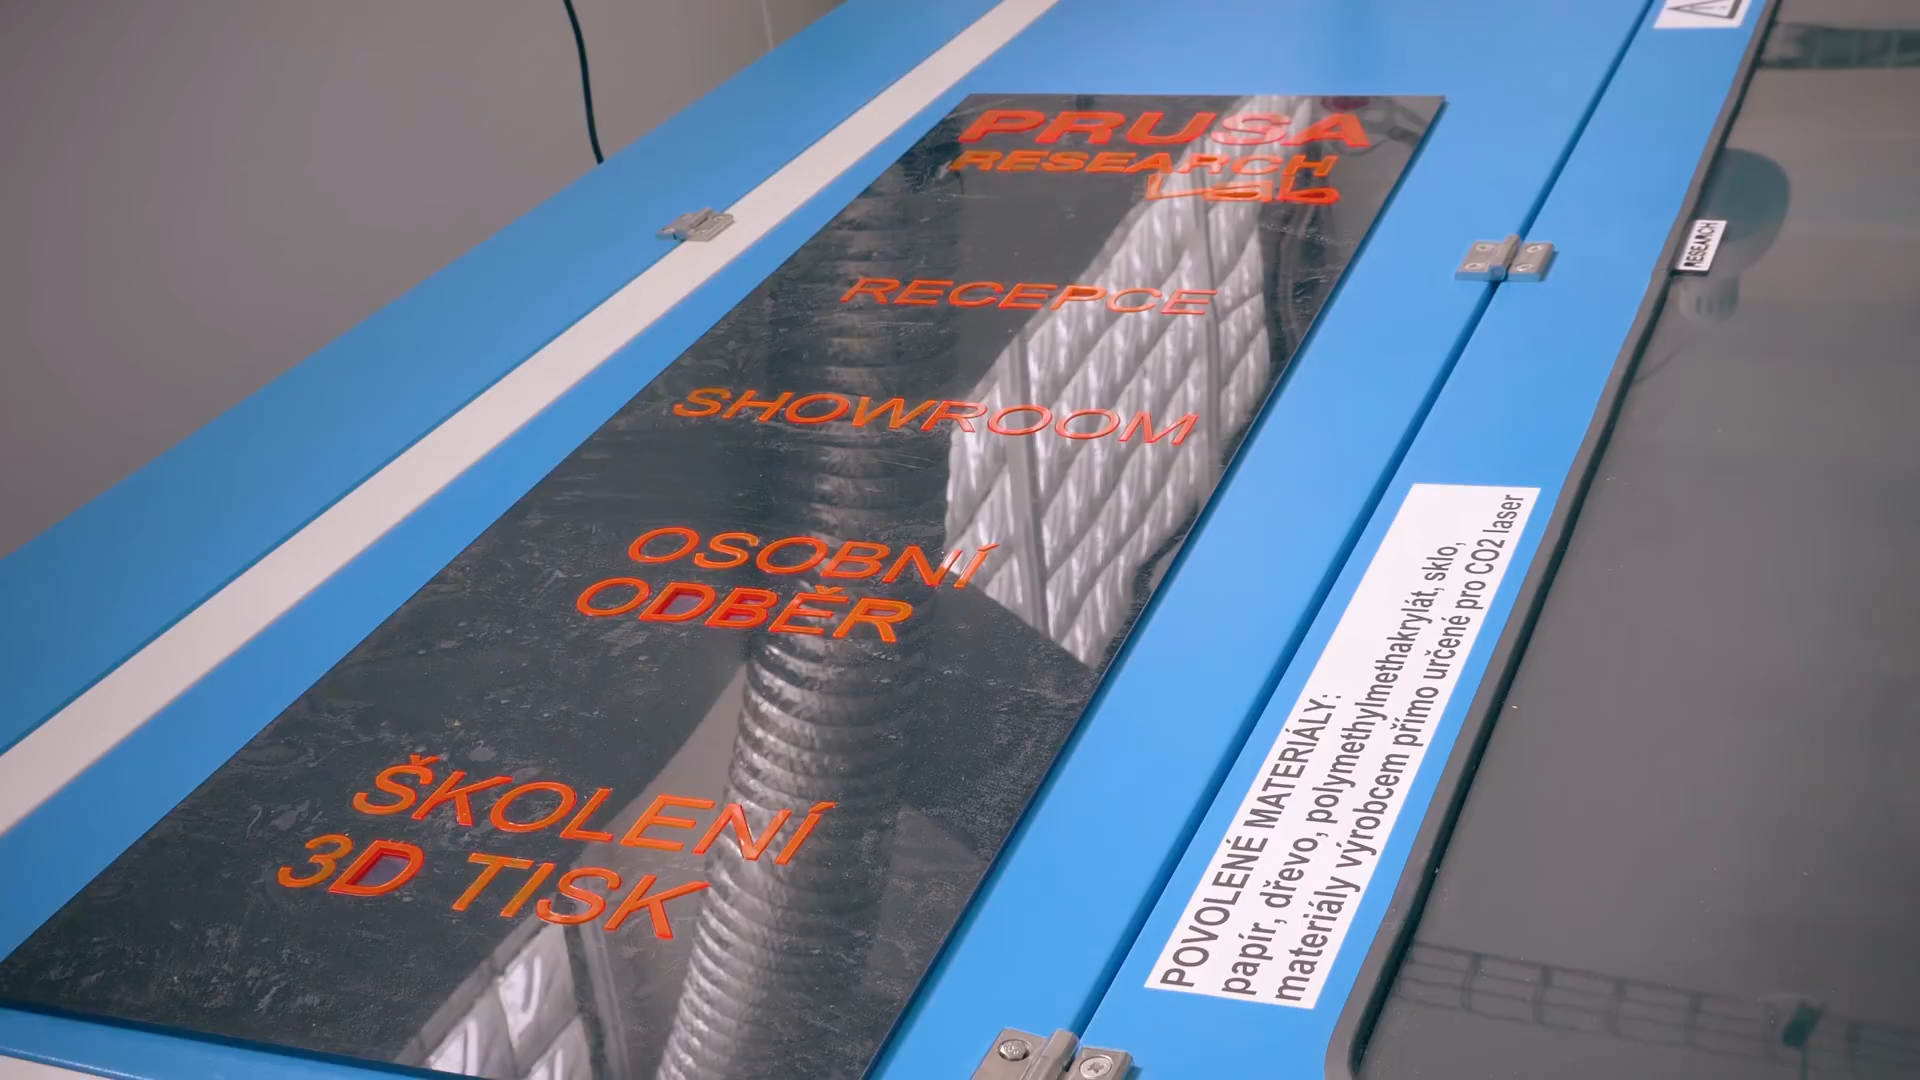 PRUSA
RESEARCH
Lab
RECEPCE
SHOWROOM
OSOBNÍ
ODBĚR
ŠKOLENÍ
3D TISK
RESEARCH
POVOLENÉ MATERIÁLY:
papír, dřevo, polymethylmethakrylát, sklo,
materiály výrobcem přímo určené pro CO2 laser